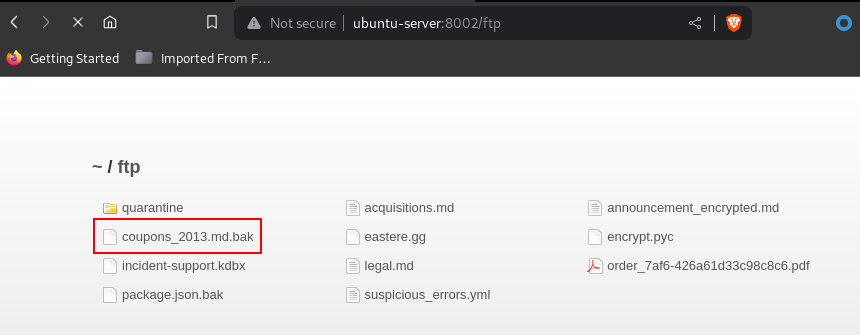 Not secure ubuntu-server:8002/ftp
Getting Started Imported From F...
~ / ftp
quarantine acquisitions.md announcement_encrypted.md
coupons_2013.md.bak eastere.gg encrypt.pyc
incident-support.kdbx legal.md order_7af6-426a61d33c98c8c6.pdf
package.json.bak suspicious_errors.yml